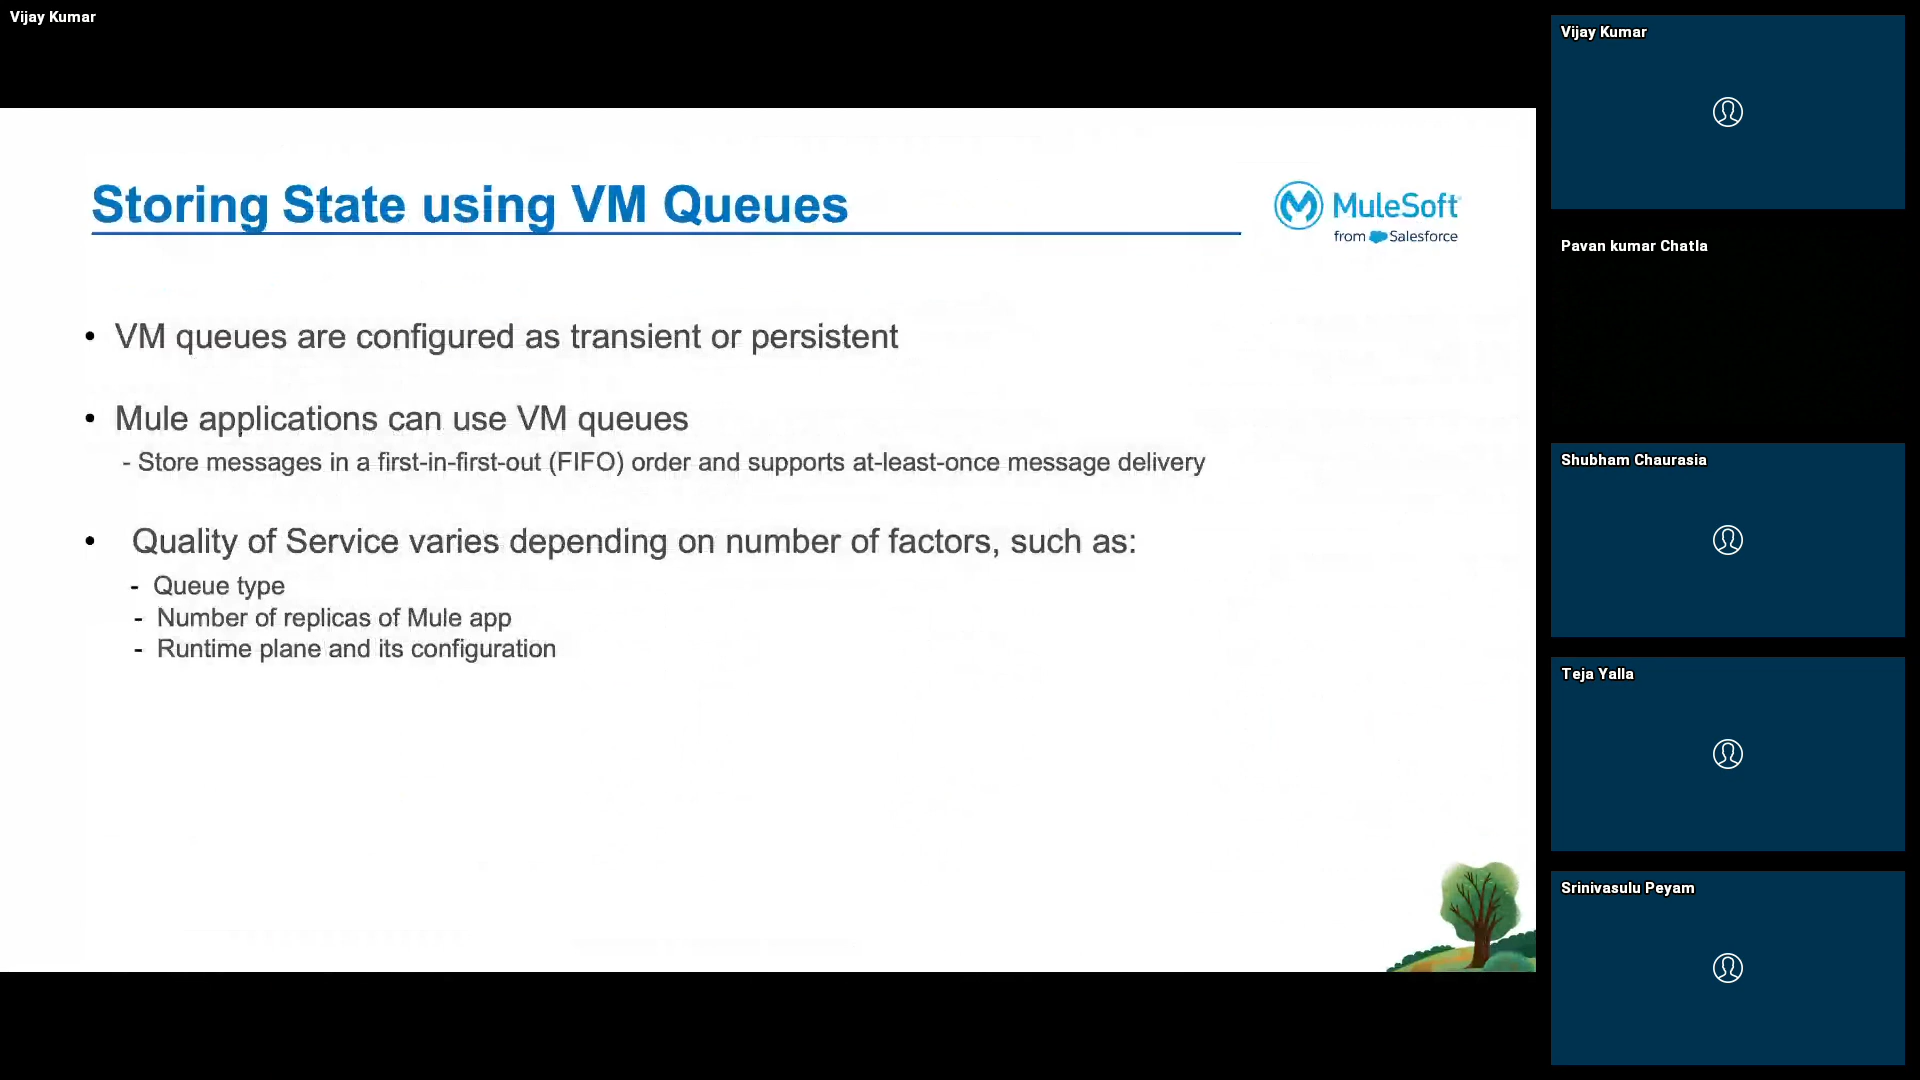 Vijay Kumar
Storing State using VM Queues
MuleSoft
from Salesforce
• VM queues are configured as transient or persistent
• Mule applications can use VM queues
- Store messages in a first-in-first-out (FIFO) order and supports at-least-once message delivery
• Quality of Service varies depending on number of factors, such as:
- Queue type
- Number of replicas of Mule app
- Runtime plane and its configuration
Vijay Kumar
Pavan kumar Chatla
Shubham Chaurasia
Teja Yalla
Srinivasulu Peyam